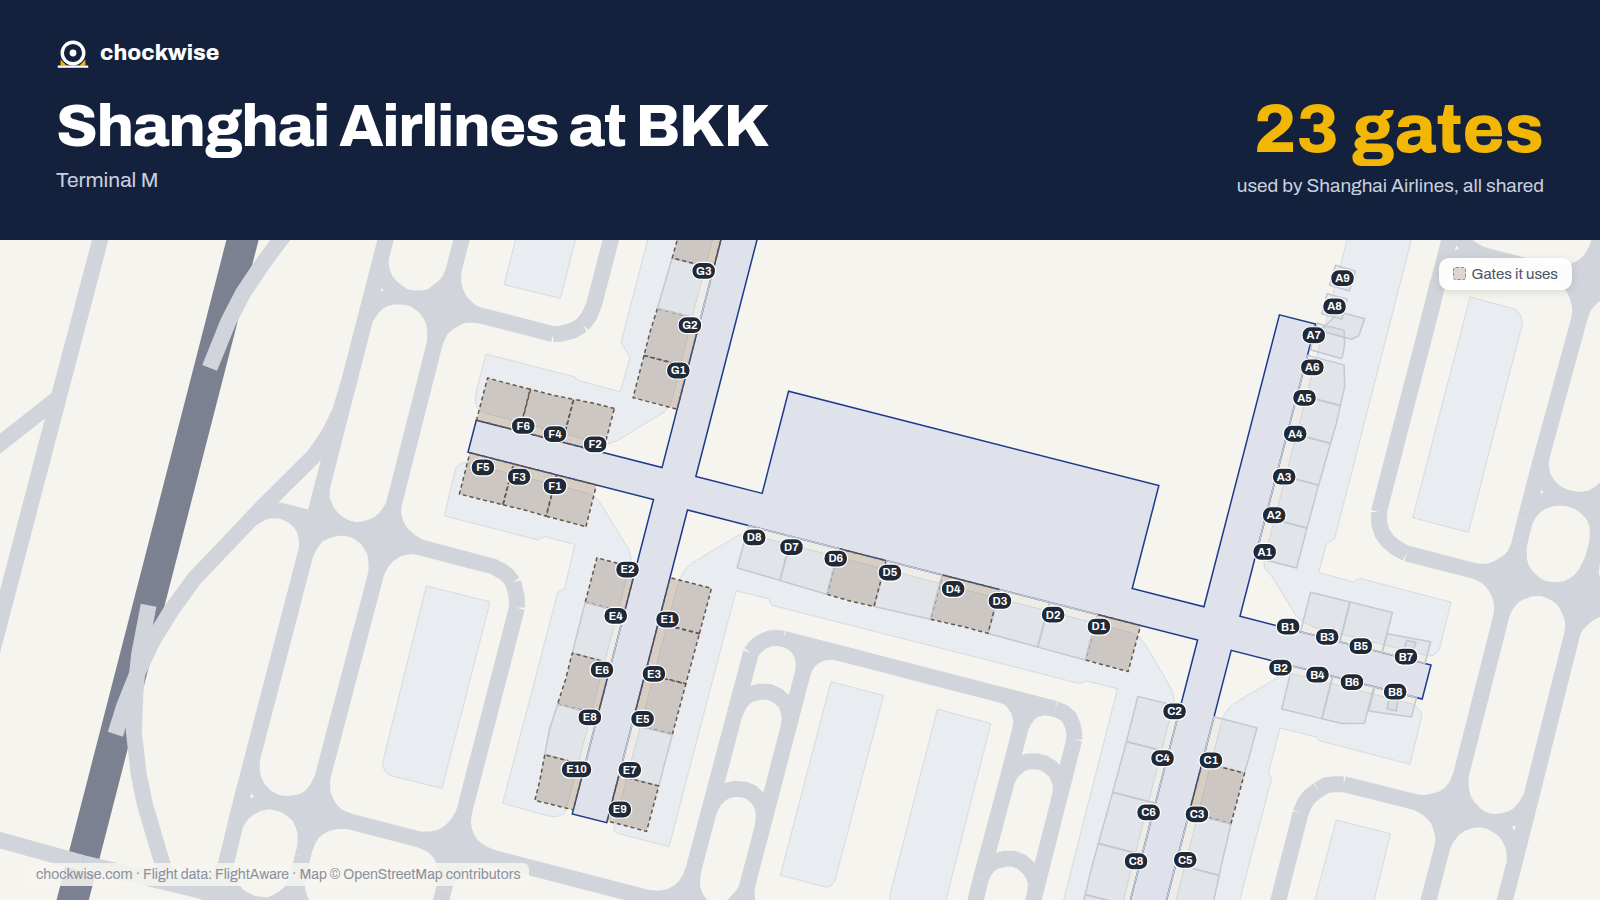 chockwise
Shanghai Airlines at BKK
Terminal M
23 gates
used by Shanghai Airlines, all shared
Gates it uses
G3
G2
G1
F6
F4
F2
F5
F3
F1
E2
E4
E1
E6
E3
E8
E5
E10
E7
E9
D8
D7
D6
D5
D4
D3
D2
D1
C2
C4
C1
C6
C3
C8
C5
A9
A8
A7
A6
A5
A4
A3
A2
A1
B1
B3
B5
B7
B2
B4
B6
B8
chockwise.com · Flight data: FlightAware · Map © OpenStreetMap contributors